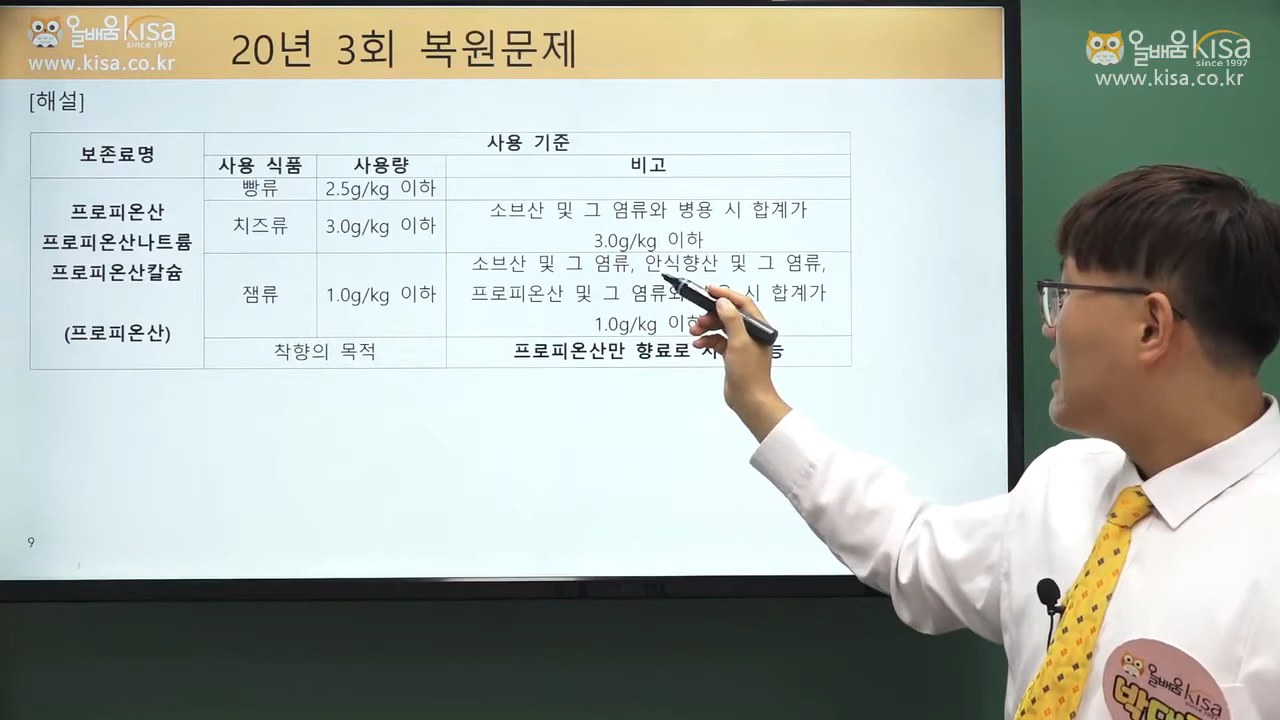 올배움kisa
since 1997
www.kisa.co.kr
20년 3회 복원문제
올배움kisa
since 1997
www.kisa.co.kr
[해설]
보존료명
사용 기준
사용 식품
사용량
비고
프로피온산
프로피온산나트륨
프로피온산칼슘
(프로피온산)
빵류
2.5g/kg 이하
치즈류
3.0g/kg 이하
소브산 및 그 염류와 병용 시 합계가
3.0g/kg 이하
잼류
1.0g/kg 이하
소브산 및 그 염류, 안식향산 및 그 염류,
프로피온산 및 그 염류와 시 합계가
1.0g/kg 이하
착향의 목적
프로피온산만 향료로
9
올배움kisa